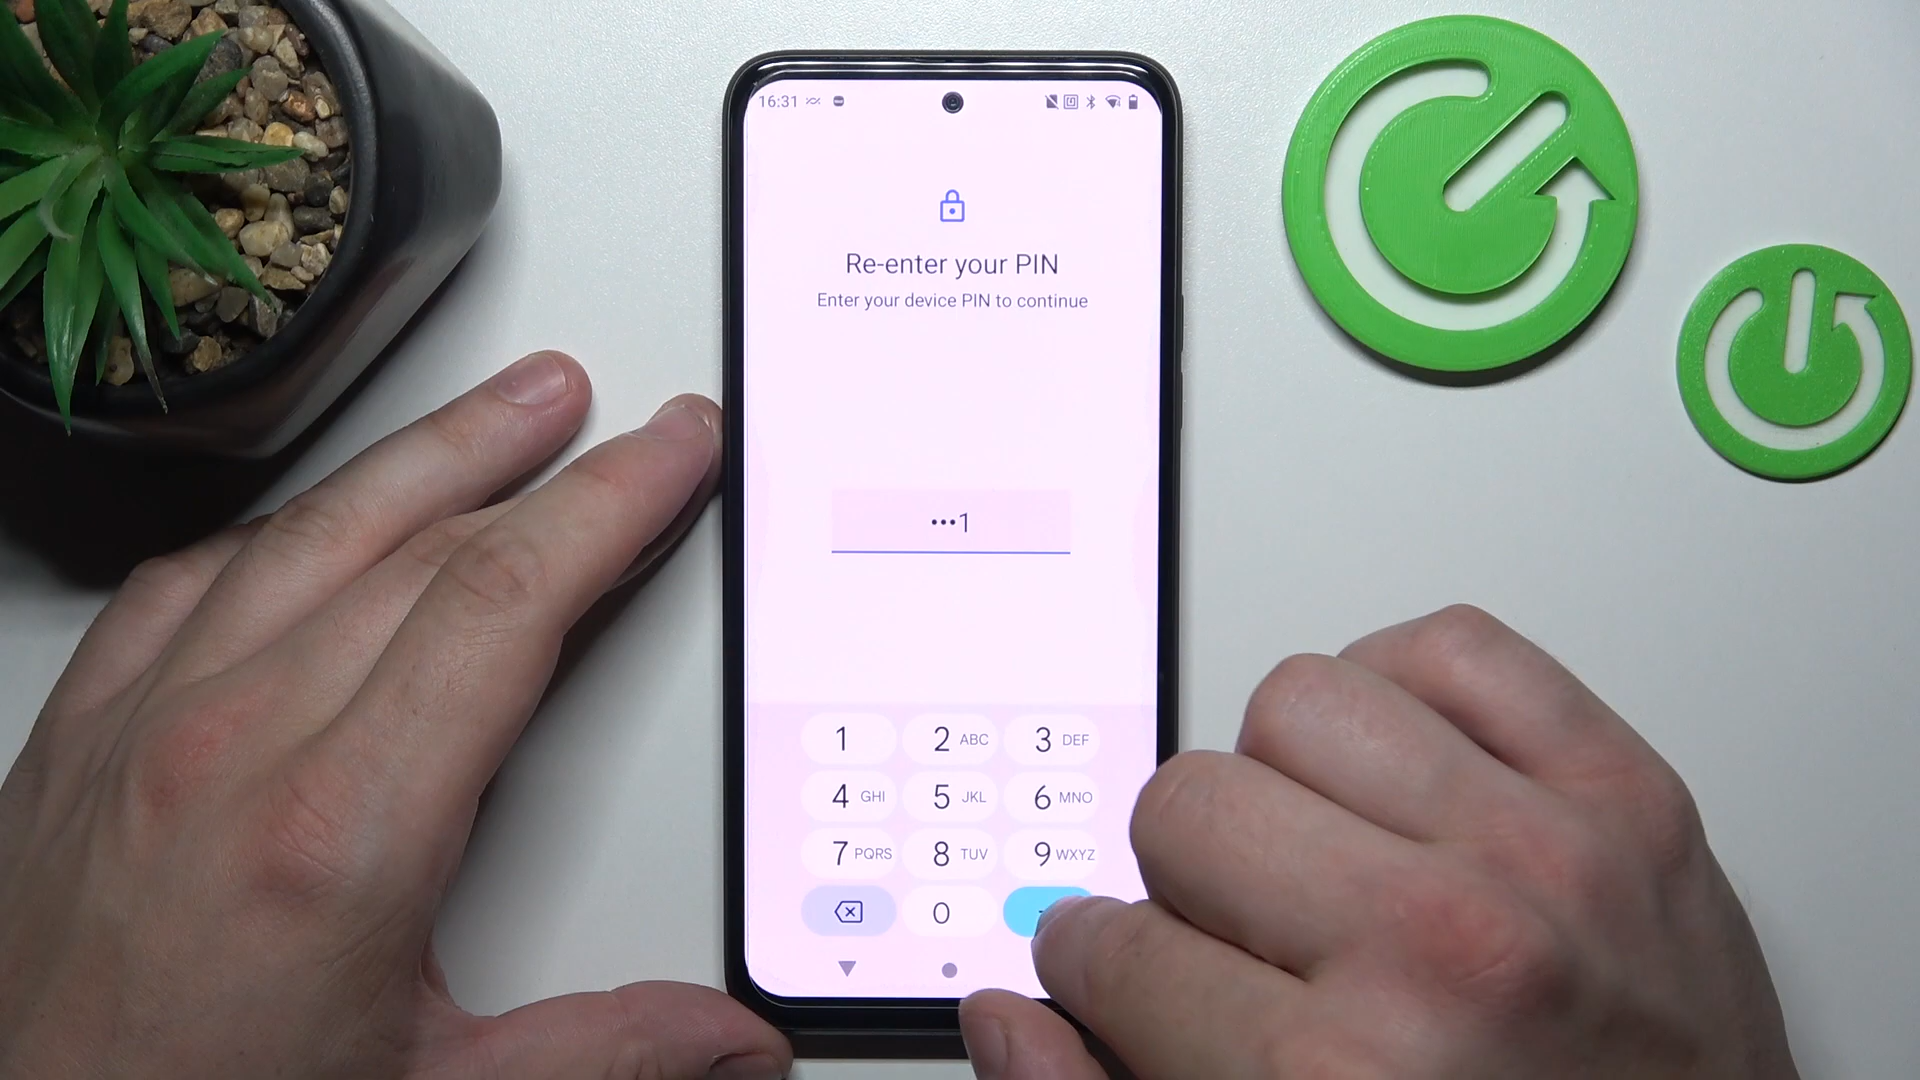 16:31
Re-enter your PIN
Enter your device PIN to continue
•••1
1 2 ABC 3 DEF
4 GHI 5 JKL 6 MNO
7 PQRS 8 TUV 9 WXYZ
0